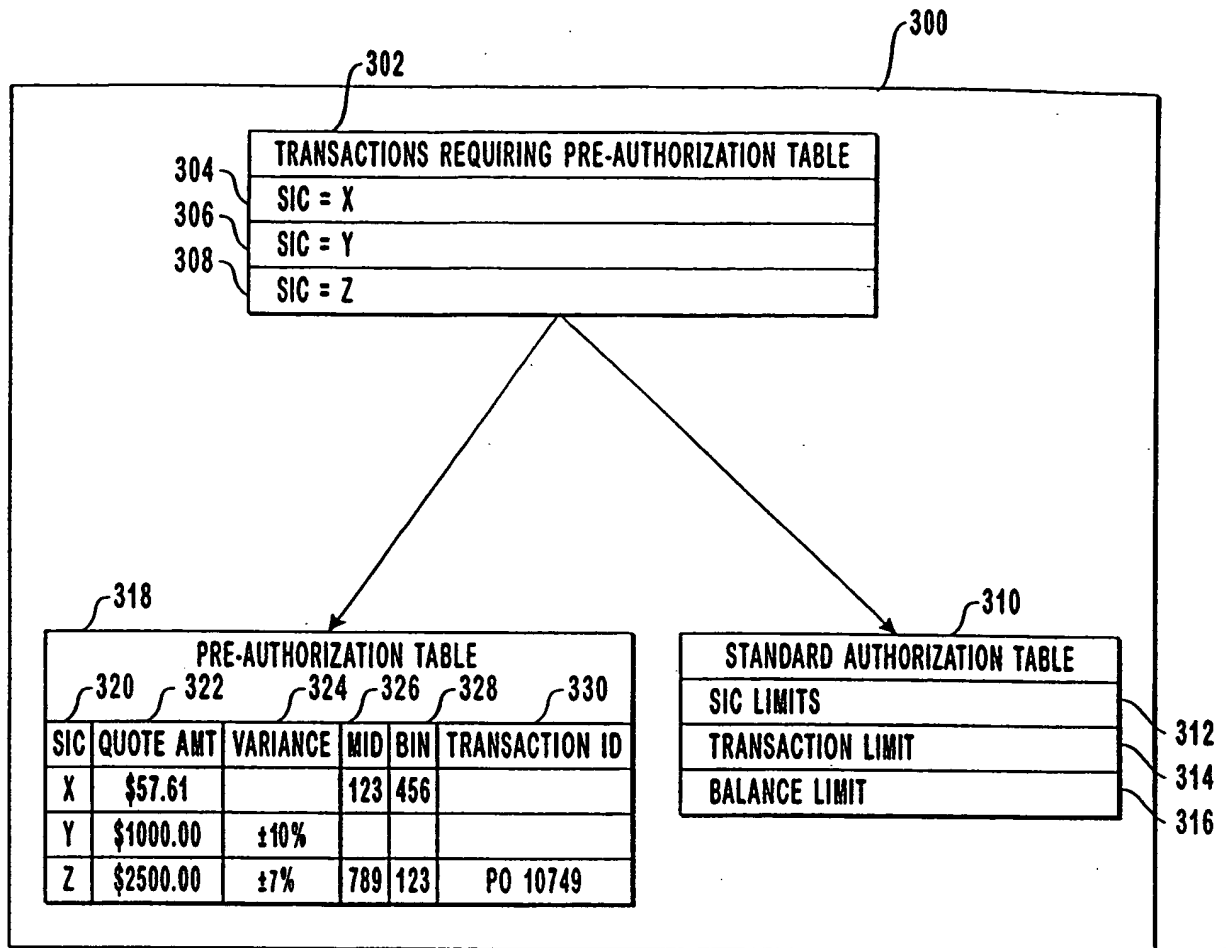 300
302
TRANSACTIONS REQUIRING PRE-AUTHORIZATION TABLE
304
SIC = X
306
SIC = Y
308
SIC = Z
318
PRE-AUTHORIZATION TABLE
320 322 324 326 328 330
SIC QUOTE AMT VARIANCE MID BIN TRANSACTION ID
X $57.61 123 456
Y $1000.00 ±10%
Z $2500.00 ±7% 789 123 PO 10749
310
STANDARD AUTHORIZATION TABLE
SIC LIMITS
312
TRANSACTION LIMIT
314
BALANCE LIMIT
316